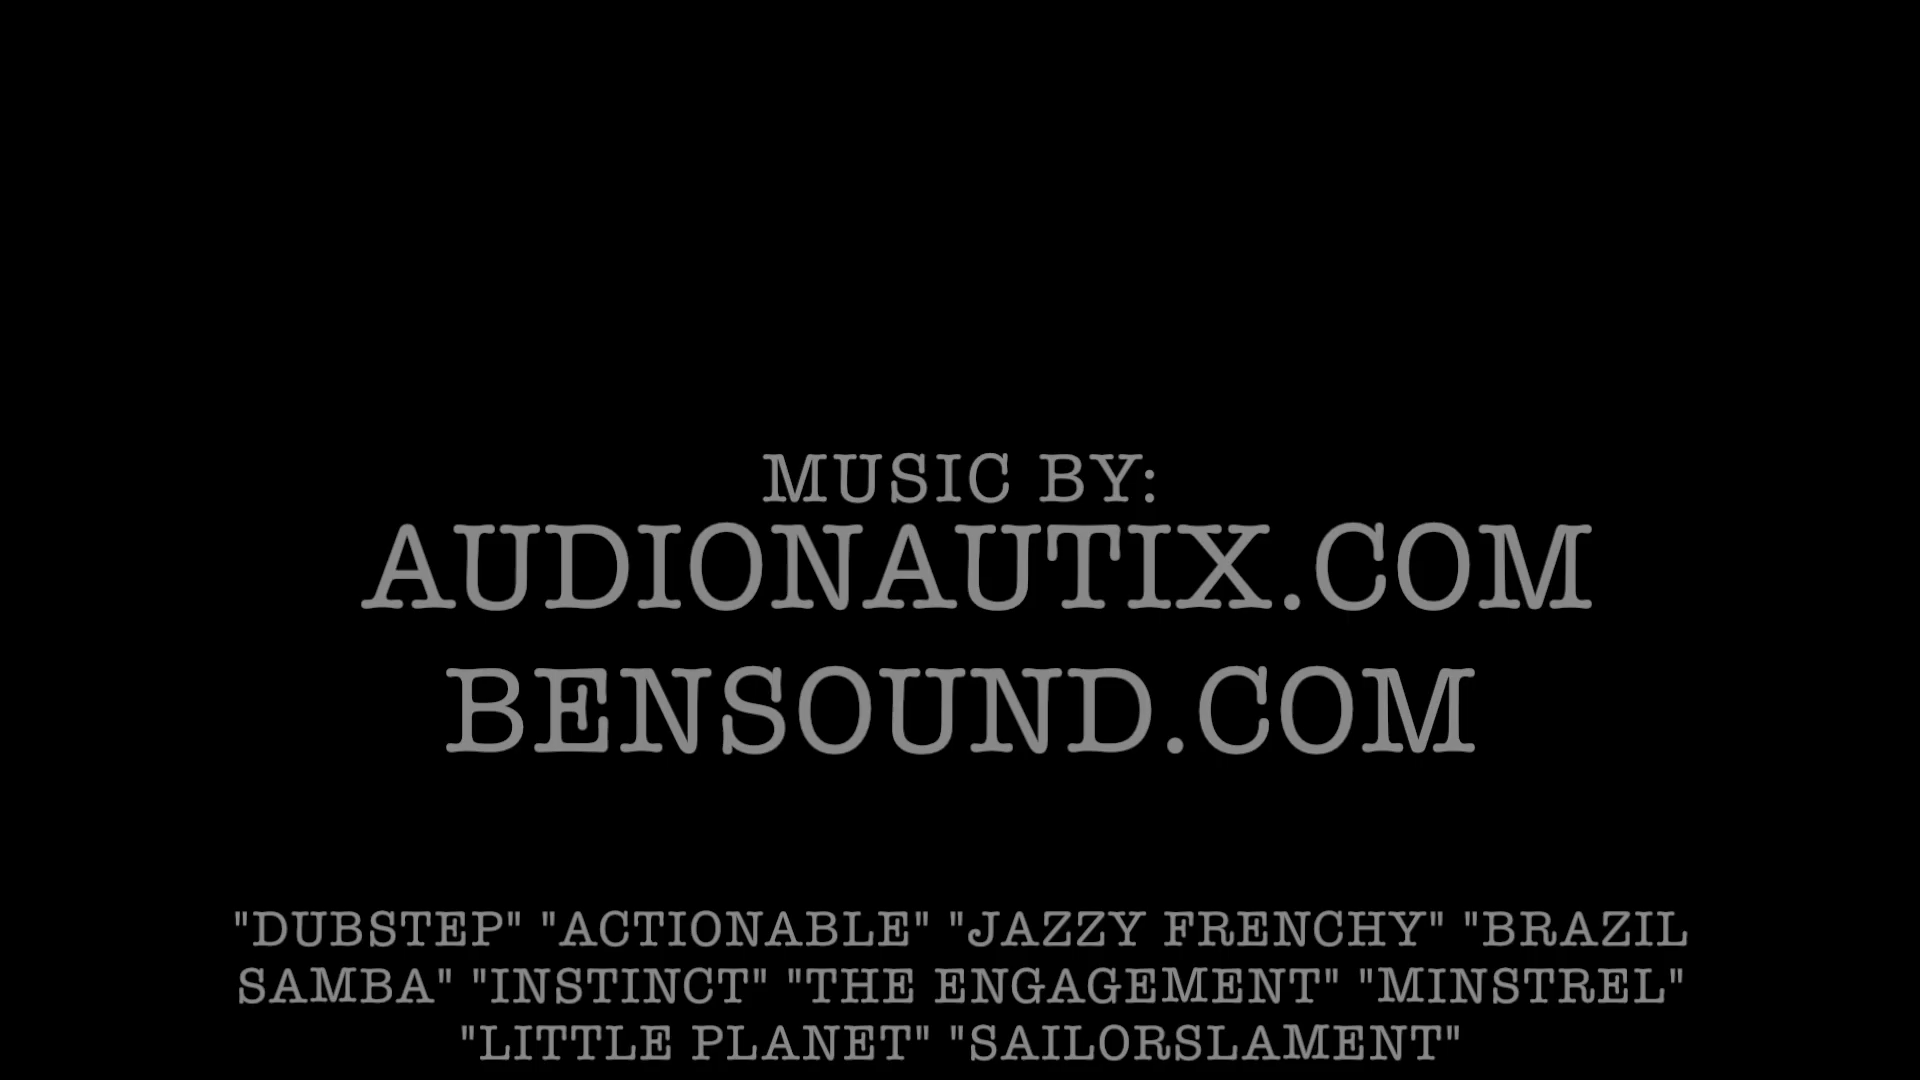 MUSIC BY:
AUDIONAUTIX.COM
BENSOUND.COM
"DUBSTEP" "ACTIONABLE" "JAZZY FRENCHY" "BRAZIL
SAMBA" "INSTINCT" "THE ENGAGEMENT" "MINSTREL"
"LITTLE PLANET" "SAILORSLAMENT"